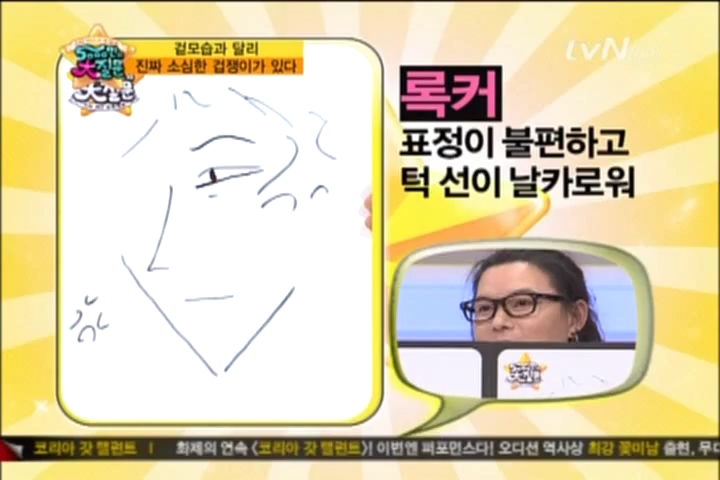 겉모습과 달리
진짜 소심한 겁쟁이가 있다
tvN
록커
표정이 불편하고
턱 선이 날카로워
코리아 갓 탤런트 | 화제의 연속 <코리아 갓 탤런트>! 이번엔 퍼포먼스다! 오디션 역사상 최강 꽃미남 출현, 무대